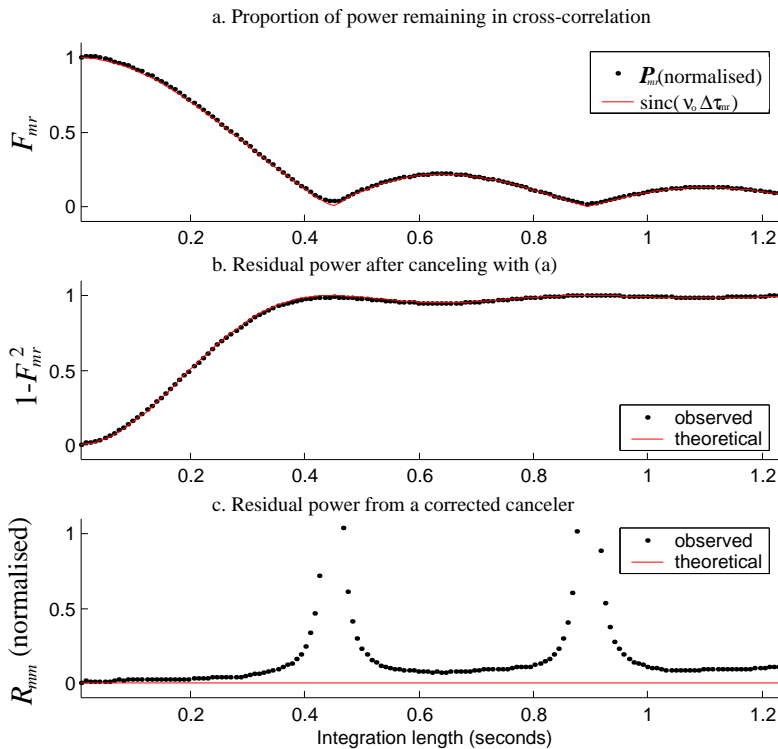 a. Proportion of power remaining in cross-correlation
1
0.5
0
F_mr
P_mr(normalised)
sinc(ν_o Δτ_mr)
0.2 0.4 0.6 0.8 1 1.2
b. Residual power after canceling with (a)
1
0.5
0
1-F_mr^2
observed
theoretical
0.2 0.4 0.6 0.8 1 1.2
c. Residual power from a corrected canceler
1
0.5
0
R_mm (normalised)
observed
theoretical
0.2 0.4 0.6 0.8 1 1.2
Integration length (seconds)